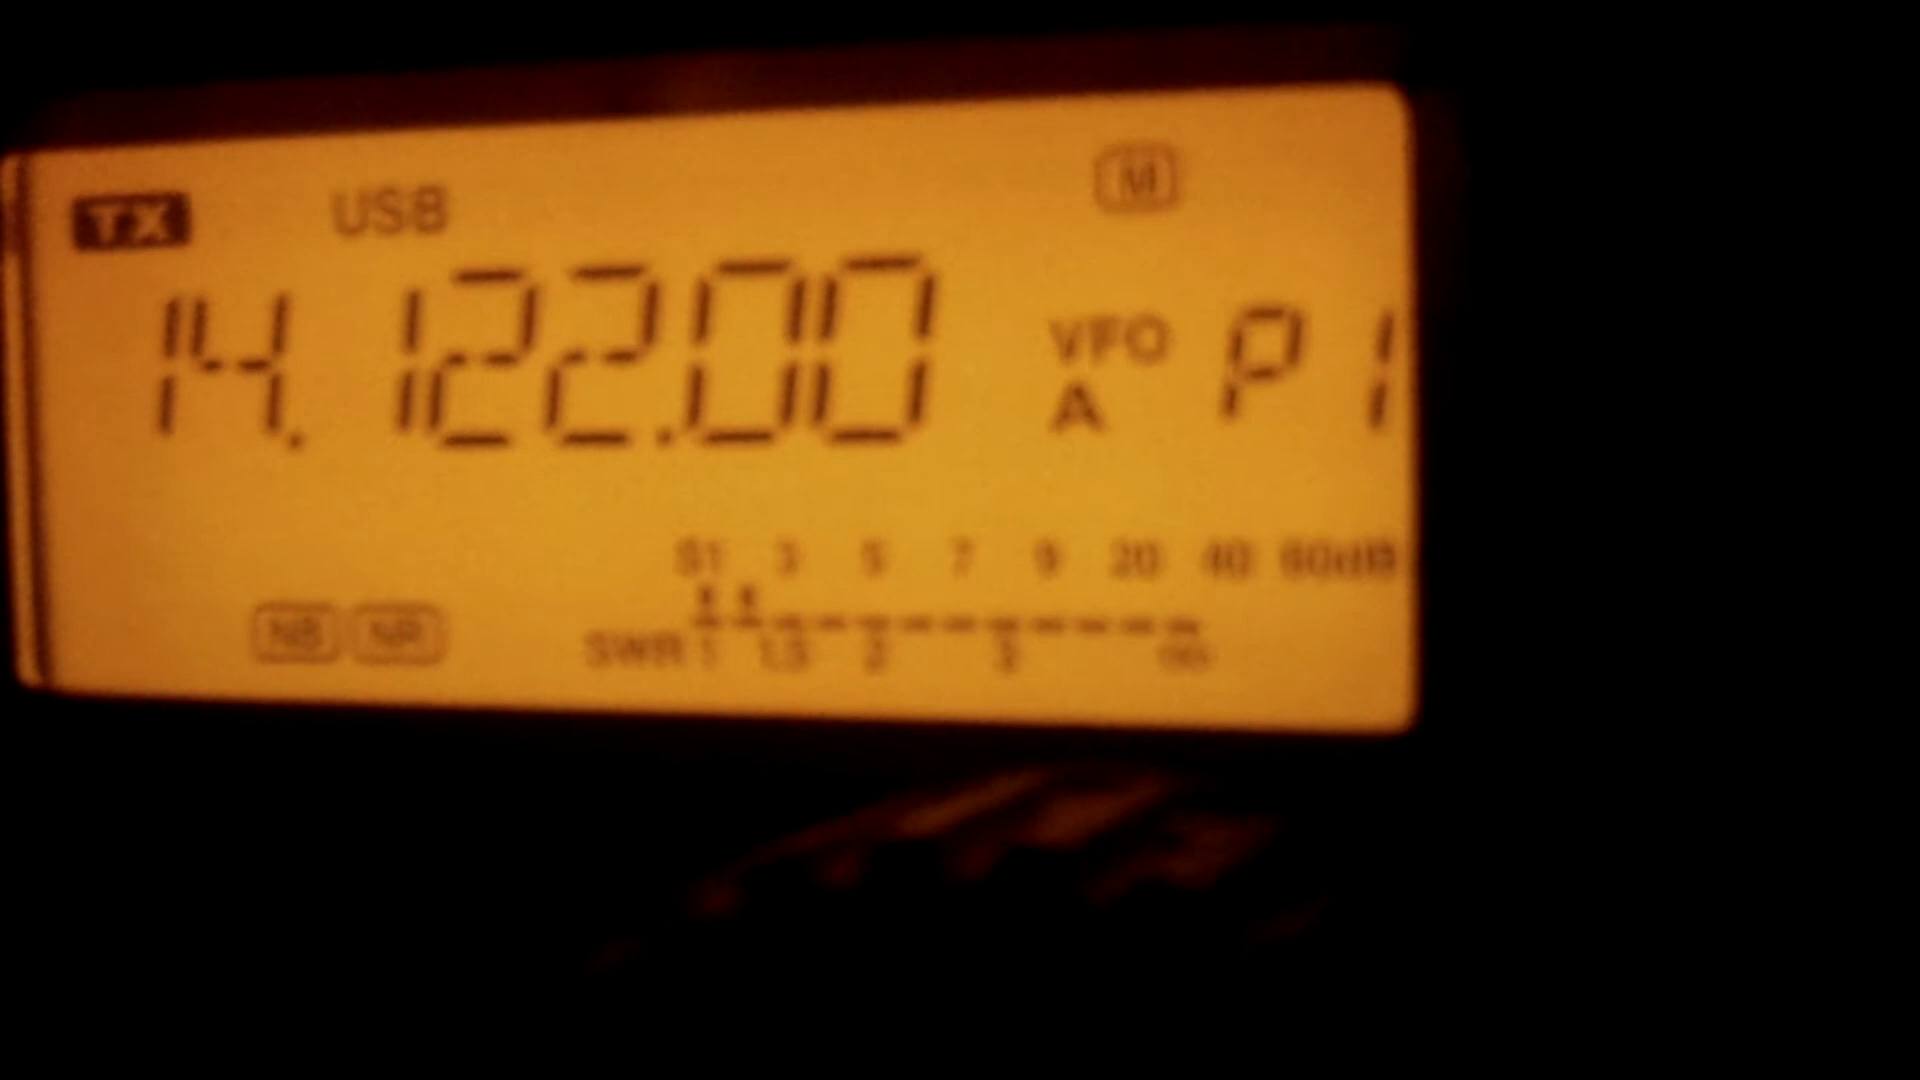 TX USB M
14.122.00 VFO A P1
S1 3 5 7 9 20 40 60dB
NB NR SWR 1 1.5 2 3 ∞